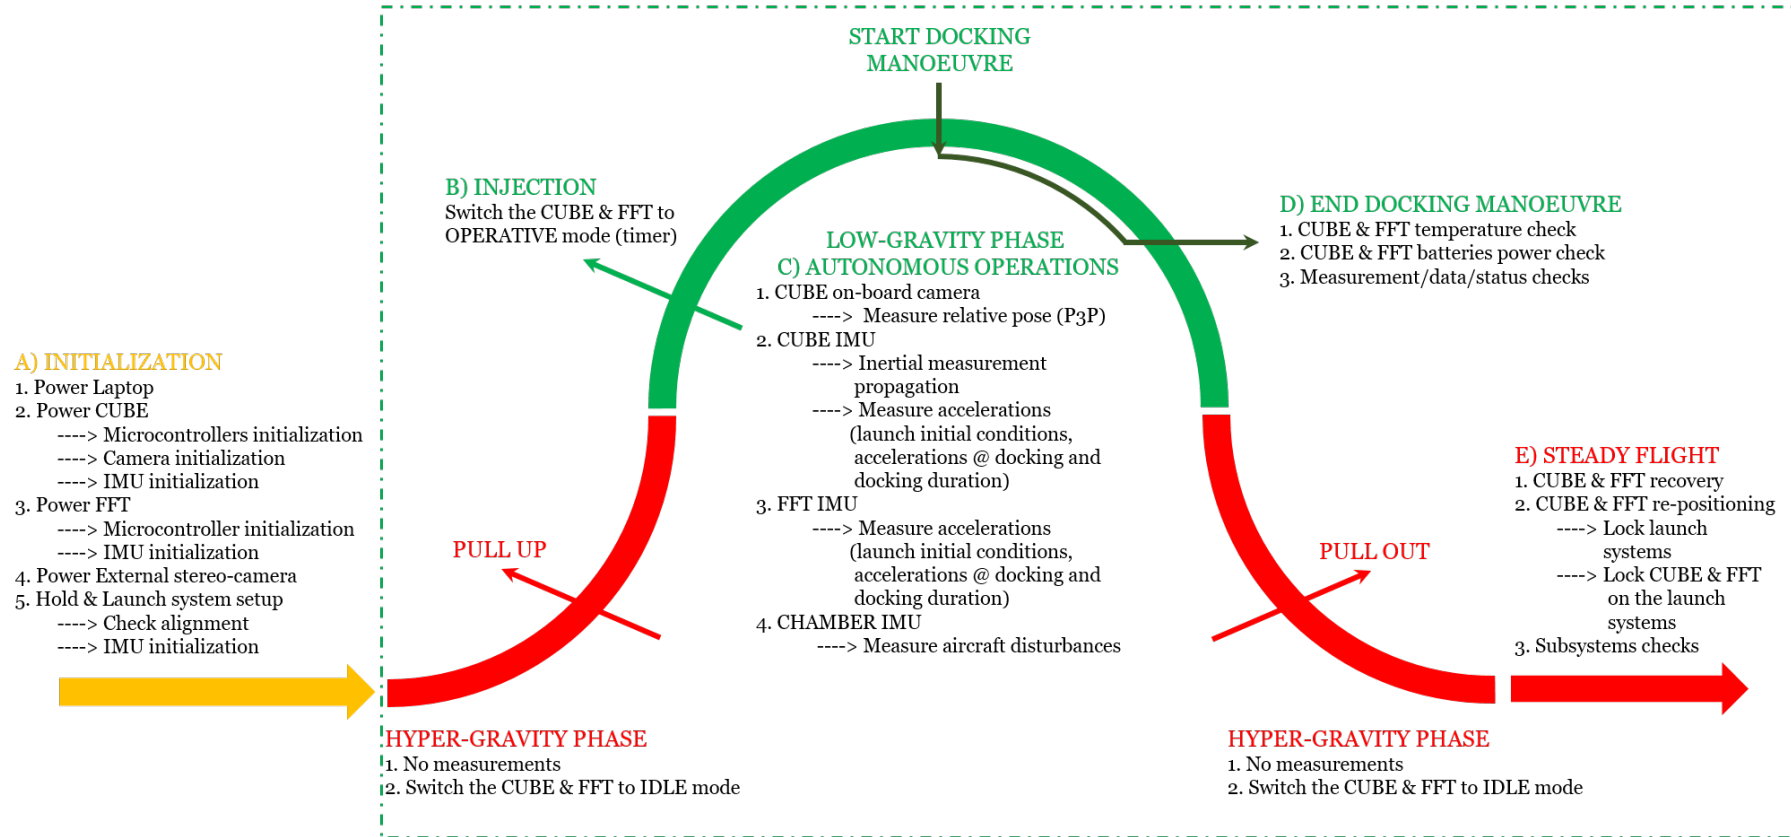 START DOCKING
MANOEUVRE
B) INJECTION
Switch the CUBE & FFT to
OPERATIVE mode (timer)
D) END DOCKING MANOEUVRE
1. CUBE & FFT temperature check
2. CUBE & FFT batteries power check
3. Measurement/data/status checks
LOW-GRAVITY PHASE
C) AUTONOMOUS OPERATIONS
1. CUBE on-board camera
----> Measure relative pose (P3P)
2. CUBE IMU
----> Inertial measurement
propagation
----> Measure accelerations
(launch initial conditions,
accelerations @ docking and
docking duration)
3. FFT IMU
----> Measure accelerations
(launch initial conditions,
accelerations @ docking and
docking duration)
4. CHAMBER IMU
----> Measure aircraft disturbances
A) INITIALIZATION
1. Power Laptop
2. Power CUBE
----> Microcontrollers initialization
----> Camera initialization
----> IMU initialization
3. Power FFT
----> Microcontroller initialization
----> IMU initialization
4. Power External stereo-camera
5. Hold & Launch system setup
----> Check alignment
----> IMU initialization
PULL UP
PULL OUT
E) STEADY FLIGHT
1. CUBE & FFT recovery
2. CUBE & FFT re-positioning
----> Lock launch
systems
----> Lock CUBE & FFT
on the launch
systems
3. Subsystems checks
HYPER-GRAVITY PHASE
1. No measurements
2. Switch the CUBE & FFT to IDLE mode
HYPER-GRAVITY PHASE
1. No measurements
2. Switch the CUBE & FFT to IDLE mode